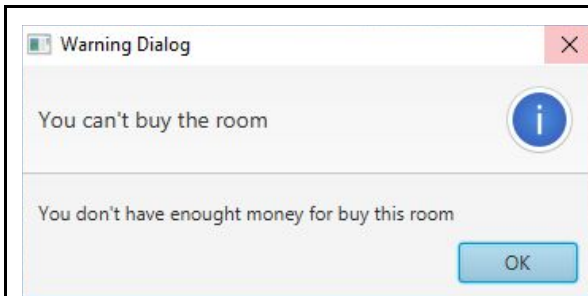 Warning Dialog
You can't buy the room
You don't have enought money for buy this room
OK